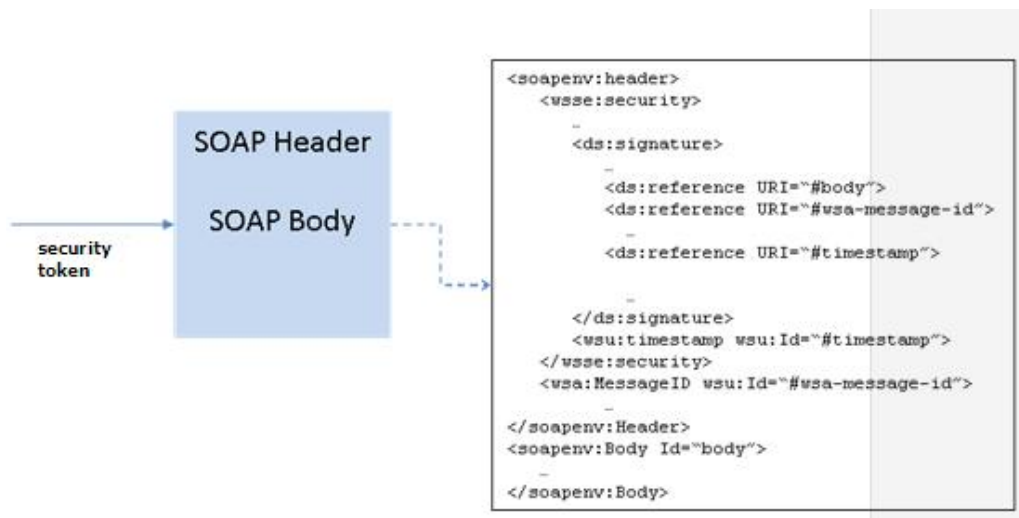 SOAP Header
SOAP Body
security
token
<soapenv:header>
<wsse:security>
…
<ds:signature>
…
<ds:reference URI=“#body”>
<ds:reference URI=“#wsa-message-id”>
…
<ds:reference URI=“#timestamp”>
…
</ds:signature>
<wsu:timestamp wsu:Id=“#timestamp”>
</wsse:security>
<wsa:MessageID wsu:Id=“#wsa-message-id”>
…
</soapenv:Header>
<soapenv:Body Id=“body”>
…
</soapenv:Body>